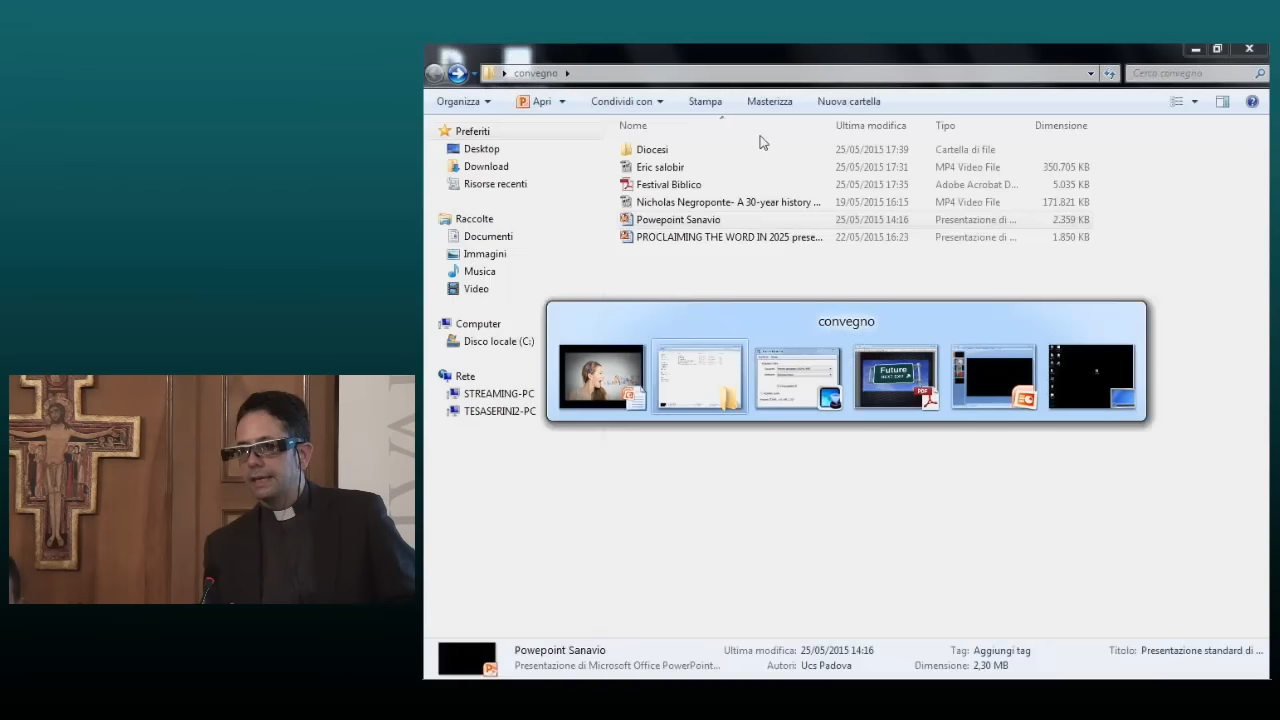 convegno
Cerca convegno
Organizza Apri Condividi con Stampa Masterizza Nuova cartella
Nome Ultima modifica Tipo Dimensione
Preferiti
Desktop
Download
Risorse recenti
Raccolte
Documenti
Immagini
Musica
Video
Computer
Disco locale (C:)
Rete
STREAMING-PC
TESASERINI2-PC
Diocesi 25/05/2015 17:39 Cartella di file
Eric salobir 25/05/2015 17:31 MP4 Video File 350.705 KB
Festival Biblico 25/05/2015 17:35 Adobe Acrobat D... 5.035 KB
Nicholas Negroponte- A 30-year history ... 19/05/2015 16:15 MP4 Video File 171.821 KB
Powepoint Sanavio 25/05/2015 14:16 Presentazione di ... 2.359 KB
PROCLAIMING THE WORD IN 2025 prese... 22/05/2015 16:23 Presentazione di ... 1.850 KB
convegno
Future
PDF
Powepoint Sanavio Ultima modifica: 25/05/2015 14:16 Tag: Aggiungi tag Titolo: Presentazione standard di ...
Presentazione di Microsoft Office PowerPoint... Autori: Ucs Padova Dimensione: 2,30 MB